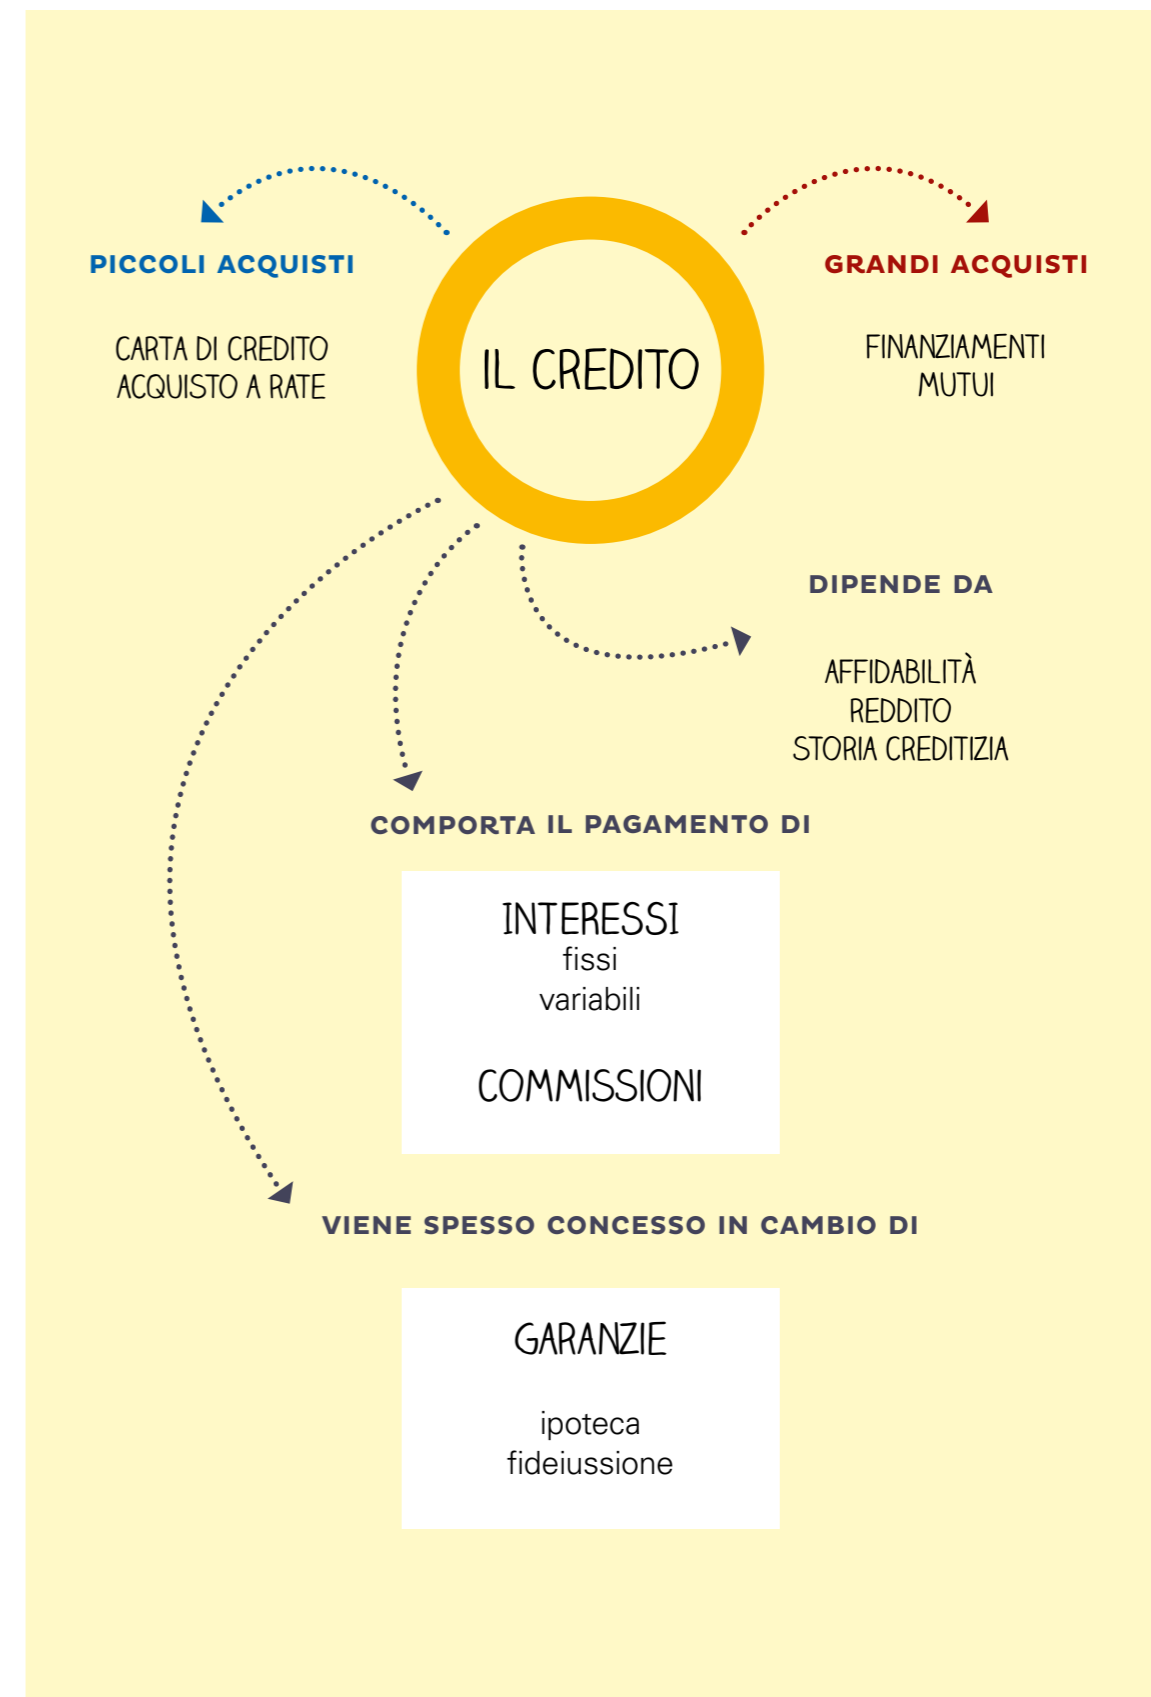 PICCOLI ACQUISTI
CARTA DI CREDITO
ACQUISTO A RATE
IL CREDITO
GRANDI ACQUISTI
FINANZIAMENTI
MUTUI
DIPENDE DA
AFFIDABILITÀ
REDDITO
STORIA CREDITIZIA
COMPORTA IL PAGAMENTO DI
INTERESSI
fissi
variabili
COMMISSIONI
VIENE SPESSO CONCESSO IN CAMBIO DI
GARANZIE
ipoteca
fideiussione